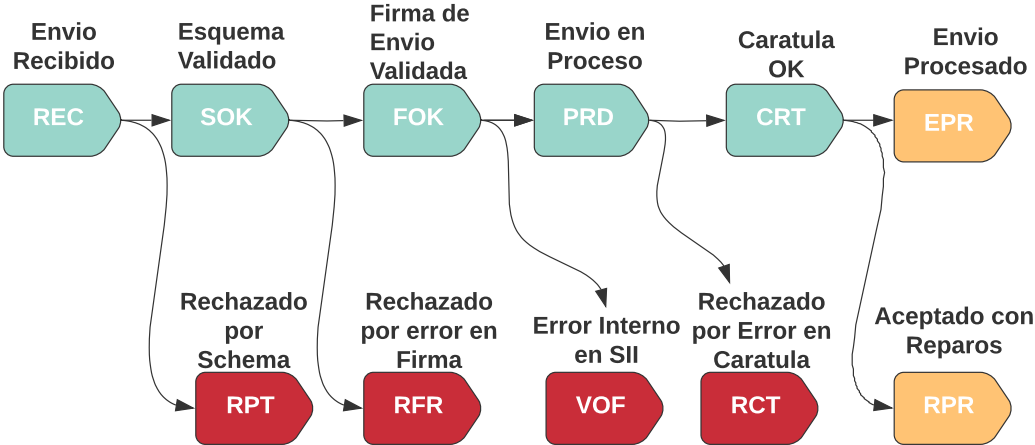 Envio
Recibido
REC
Esquema
Validado
SOK
Firma de
Envio
Validada
FOK
Envio en
Proceso
PRD
Caratula
OK
CRT
Envio
Procesado
EPR
Rechazado
por
Schema
RPT
Rechazado
por error en
Firma
RFR
Error Interno
en SII
VOF
Rechazado
por Error en
Caratula
RCT
Aceptado con
Reparos
RPR